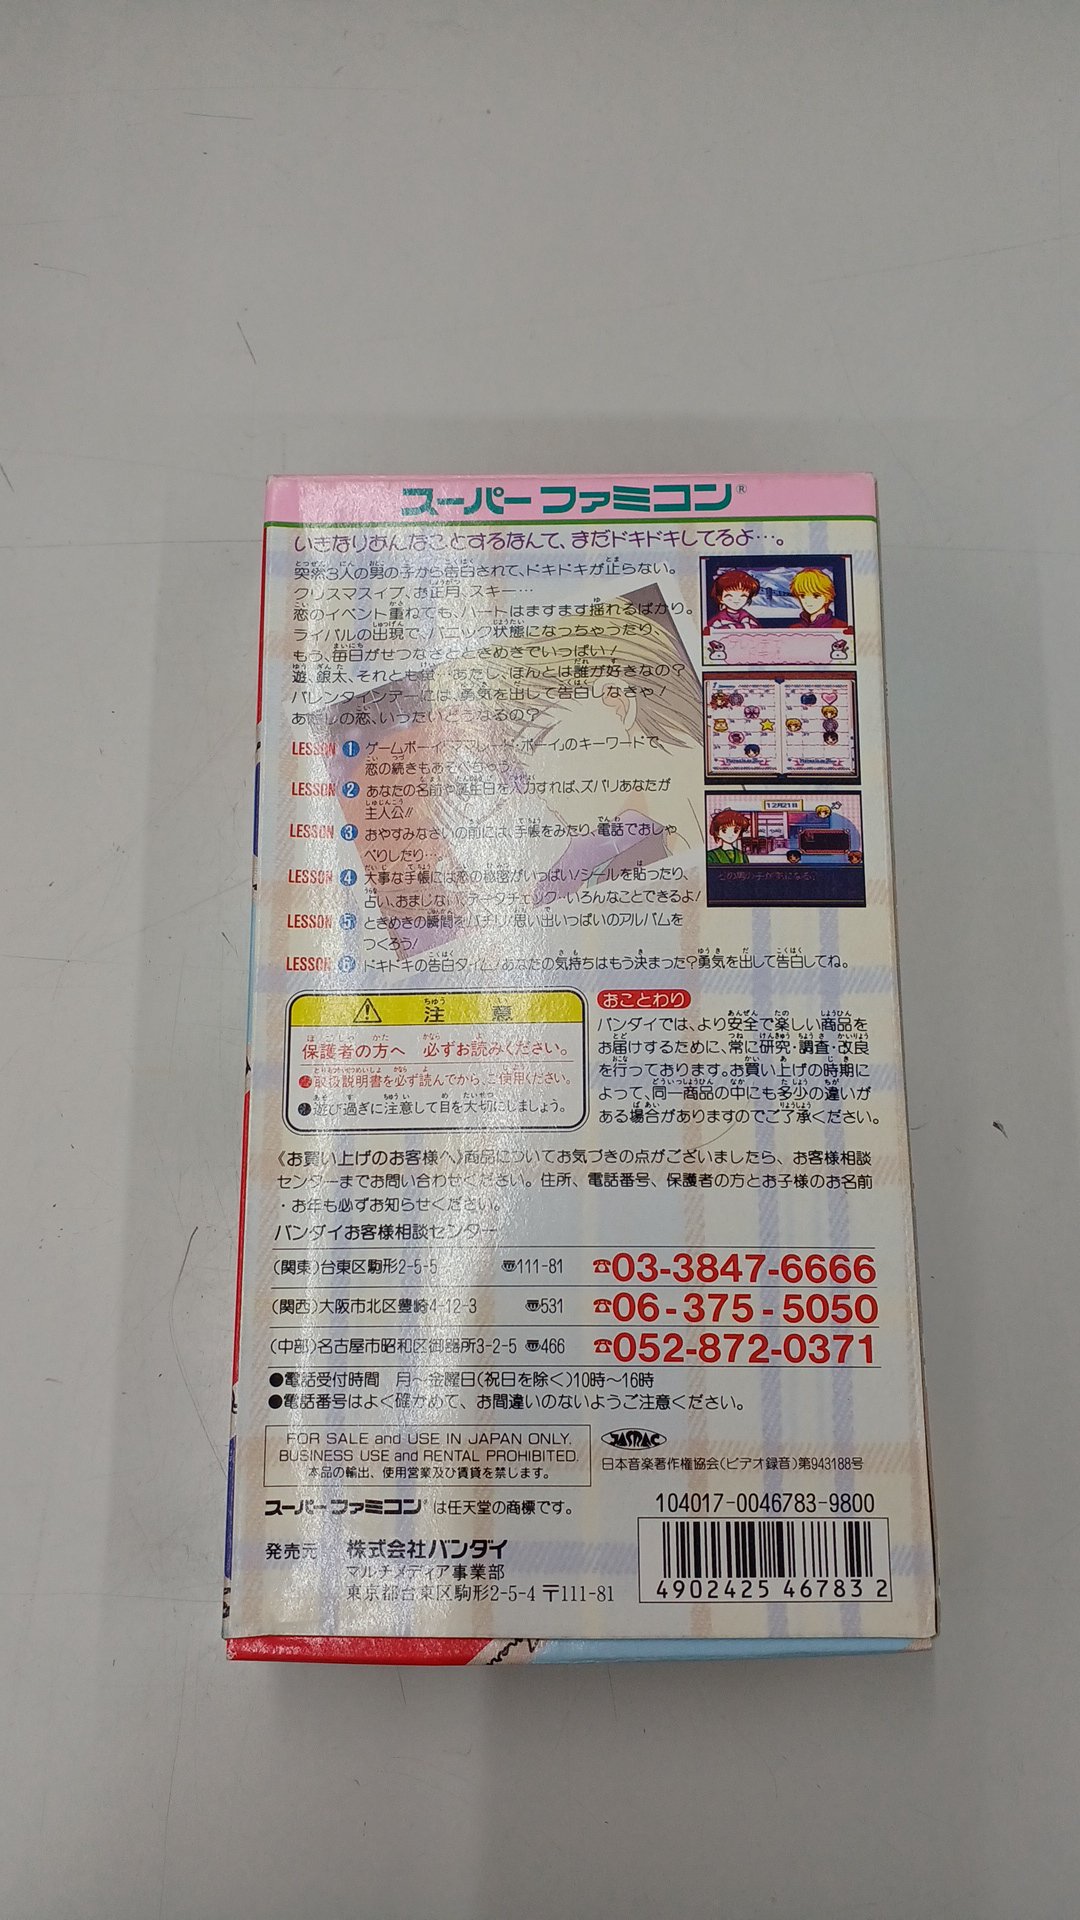 スーパーファミコン®
いきなりあんなことするなんて、まだドキドキしてるよ…。
突然3人の男の子から告白されて、ドキドキが止らない。
クリスマスイブ、お正月、スキー…
恋のイベント重ねても、ハートはますます揺れるばかり。
ライバルの出現で、パニック状態になっちゃうたり、
もう、毎日がせつなさとときめきでいっぱい!
遊、銀太、それとも蛍…あたし、ほんとは誰が好きなの?
バレンタインデーには、勇気を出して告白しなきゃ!
あたしの恋、いったいどうなるの?
LESSON 1 ゲームボーイ「ママレード・ボーイ」のキーワードで、
恋の続きもあそべちゃう
LESSON 2 あなたの名前や誕生日を入力すれば、ズバリあなたが
主人公!!
LESSON 3 おやすみなさいの前には、手帳をみたり、電話でおしゃ
べりしたり…。
LESSON 4 大事な手帳には恋の秘密がいっぱい!シールを貼ったり、
占い、おまじない、データチェック…いろんなことできるよ!
LESSON 5 ときめきの瞬間をパチリ!思い出いっぱいのアルバムを
つくろう!
LESSON 6 ドキドキの告白タイム!あなたの気持ちはもう決まった?勇気を出して告白してね。
12月21日
どの男の子が気になる?
注意
保護者の方へ 必ずお読みください。
●取扱説明書を必ず読んでから、ご使用ください。
●遊び過ぎに注意して目を大切にしましょう。
おことわり
バンダイでは、より安全で楽しい商品を
お届けするために、常に研究・調査・改良
を行っております。お買い上げの時期に
よって、同一商品の中にも多少の違いが
ある場合がありますのでご了承ください。
《お買い上げのお客様へ》商品についてお気づきの点がございましたら、お客様相談
センターまでお問い合わせください。住所、電話番号、保護者の方とお子様のお名前
・お年も必ずお知らせください。
バンダイお客様相談センター
(関東)台東区駒形2-5-5 〒111-81 ☎03-3847-6666
(関西)大阪市北区豊崎4-12-3 〒531 ☎06-375-5050
(中部)名古屋市昭和区御器所3-2-5 〒466 ☎052-872-0371
●電話受付時間 月〜金曜日(祝日を除く)10時〜16時
●電話番号はよく確かめて、お間違いのないようご注意ください。
FOR SALE and USE IN JAPAN ONLY.
BUSINESS USE and RENTAL PROHIBITED.
本品の輸出、使用営業及び賃貸を禁じます。
JASRAC
日本音楽著作権協会(ビデオ録音)第943188号
スーパーファミコン®は任天堂の商標です。
104017-0046783-9800
発売元 株式会社バンダイ
マルチメディア事業部
東京都台東区駒形2-5-4 〒111-81
4902425 467832